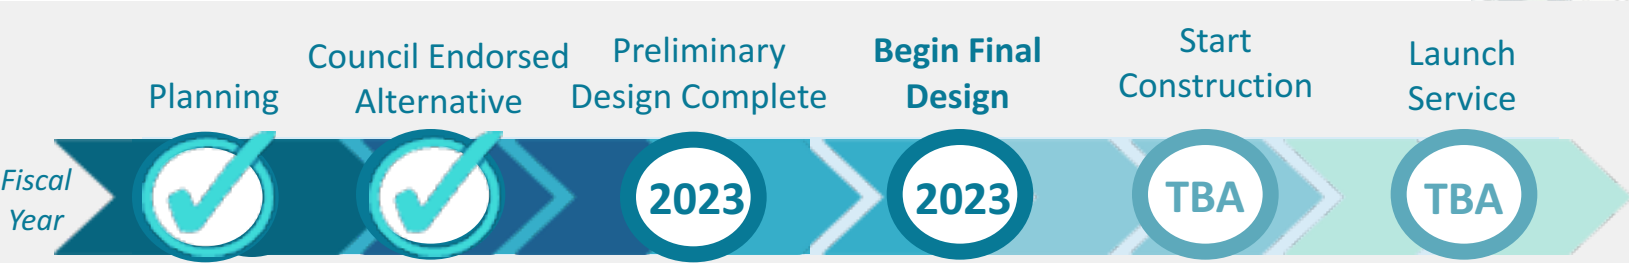 Planning
Council Endorsed
Alternative
Preliminary
Design Complete
Begin Final
Design
Start
Construction
Launch
Service
Fiscal
Year
2023
2023
TBA
TBA